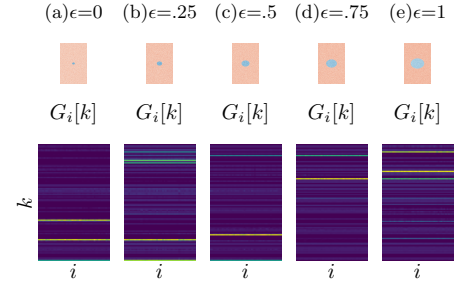 (a)ϵ=0 (b)ϵ=.25 (c)ϵ=.5 (d)ϵ=.75 (e)ϵ=1
G_i[k] G_i[k] G_i[k] G_i[k] G_i[k]
k
i i i i i